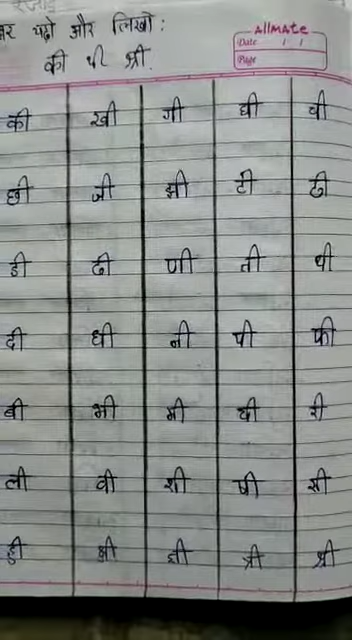 पढ़ो और लिखो:
की पी श्री.
Allmate
Date / /
Page
की खी गी घी ची
छी जी झी टी ठी
डी ढी णी ती थी
दी धी नी पी फी
बी भी मी यी री
ली वी शी षी सी
ही क्षी ज्ञी त्री श्री